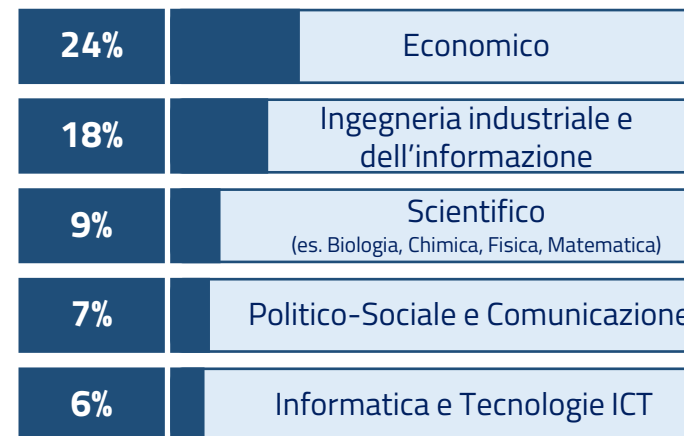 24%
Economico
18%
Ingegneria industriale e
dell’informazione
9%
Scientifico
(es. Biologia, Chimica, Fisica, Matematica)
7%
Politico-Sociale e Comunicazione
6%
Informatica e Tecnologie ICT